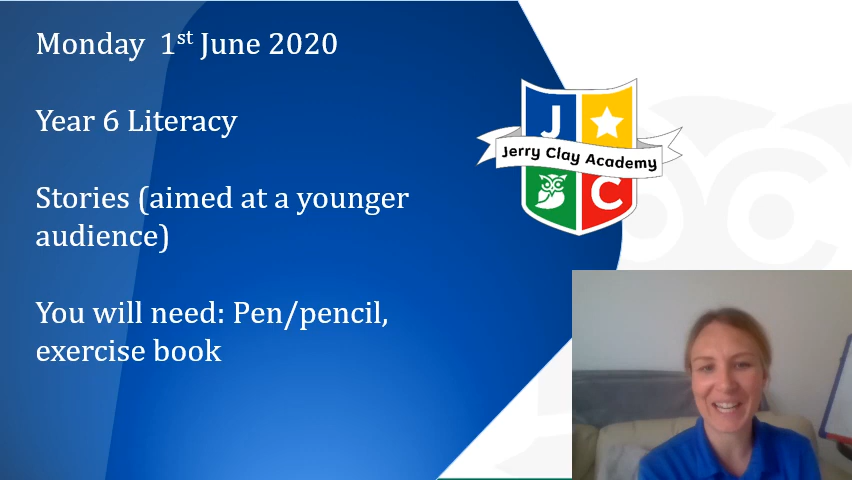 Monday 1st June 2020
Year 6 Literacy
Stories (aimed at a younger
audience)
You will need: Pen/pencil,
exercise book
J
Jerry Clay Academy
C